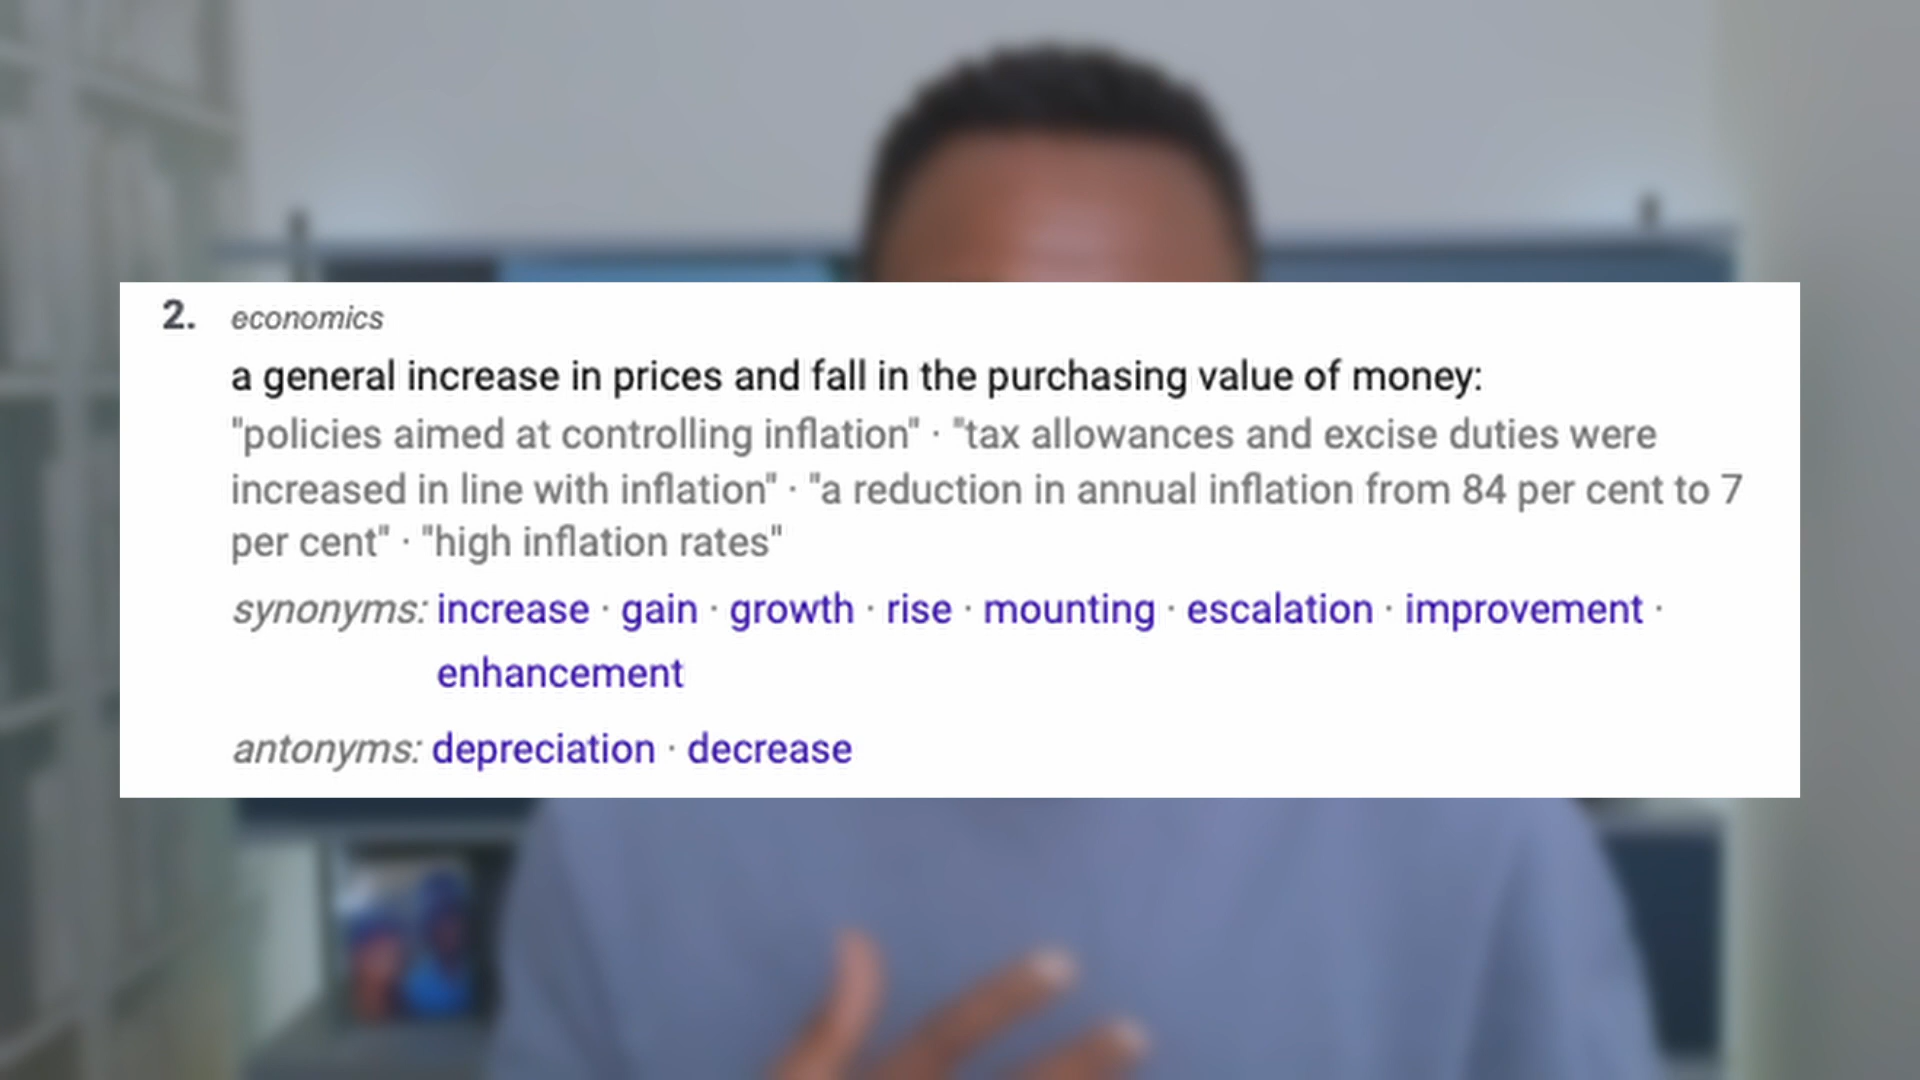 2. economics
a general increase in prices and fall in the purchasing value of money:
"policies aimed at controlling inflation" · "tax allowances and excise duties were
increased in line with inflation" · "a reduction in annual inflation from 84 per cent to 7
per cent" · "high inflation rates"
synonyms: increase · gain · growth · rise · mounting · escalation · improvement ·
enhancement
antonyms: depreciation · decrease